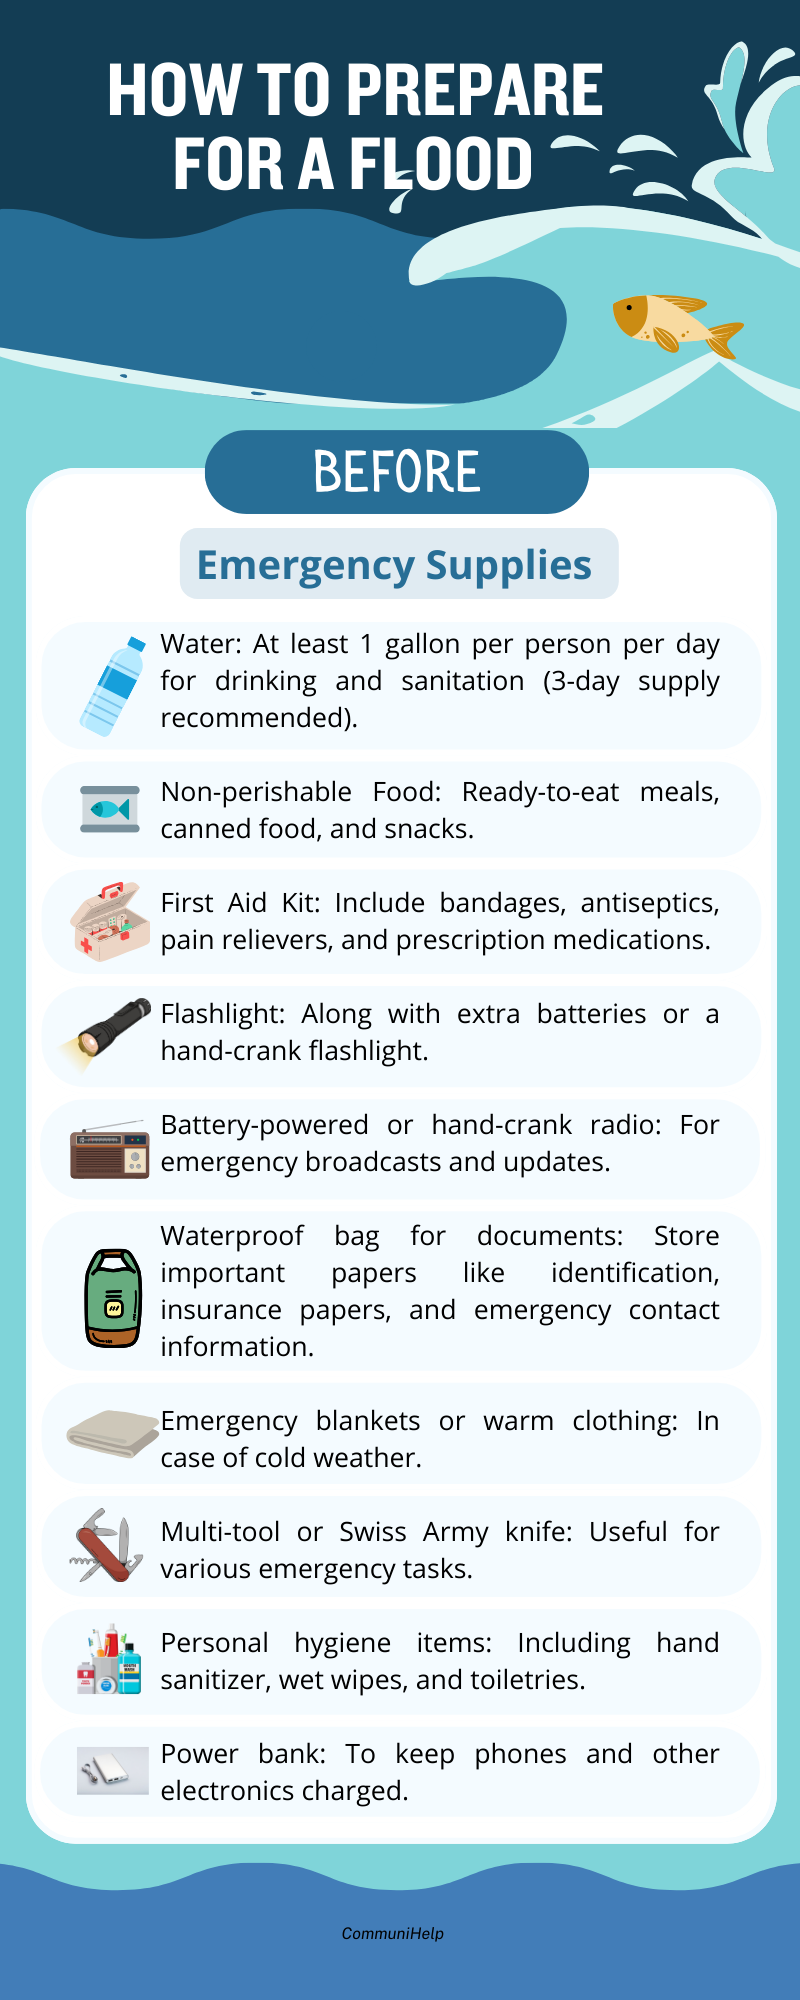 HOW TO PREPARE
FOR A FLOOD
BEFORE
Emergency Supplies
Water: At least 1 gallon per person per day
for drinking and sanitation (3-day supply
recommended).
Non-perishable Food: Ready-to-eat meals,
canned food, and snacks.
First Aid Kit: Include bandages, antiseptics,
pain relievers, and prescription medications.
Flashlight: Along with extra batteries or a
hand-crank flashlight.
Battery-powered or hand-crank radio: For
emergency broadcasts and updates.
Waterproof bag for documents: Store
important papers like identification,
insurance papers, and emergency contact
information.
Emergency blankets or warm clothing: In
case of cold weather.
Multi-tool or Swiss Army knife: Useful for
various emergency tasks.
Personal hygiene items: Including hand
sanitizer, wet wipes, and toiletries.
Power bank: To keep phones and other
electronics charged.
CommuniHelp